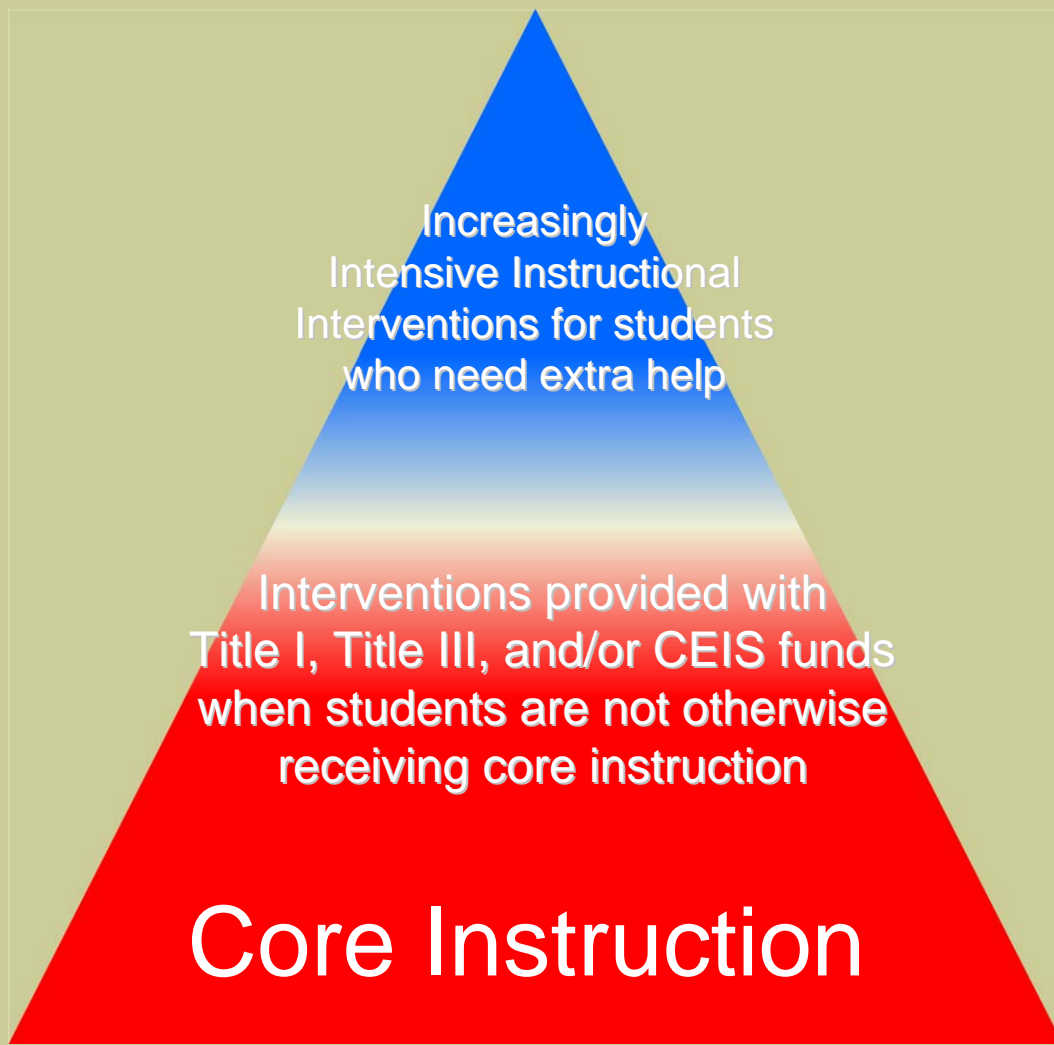 Increasingly
Intensive Instructional
Interventions for students
who need extra help
Interventions provided with
Title I, Title III, and/or CEIS funds
when students are not otherwise
receiving core instruction
Core Instruction